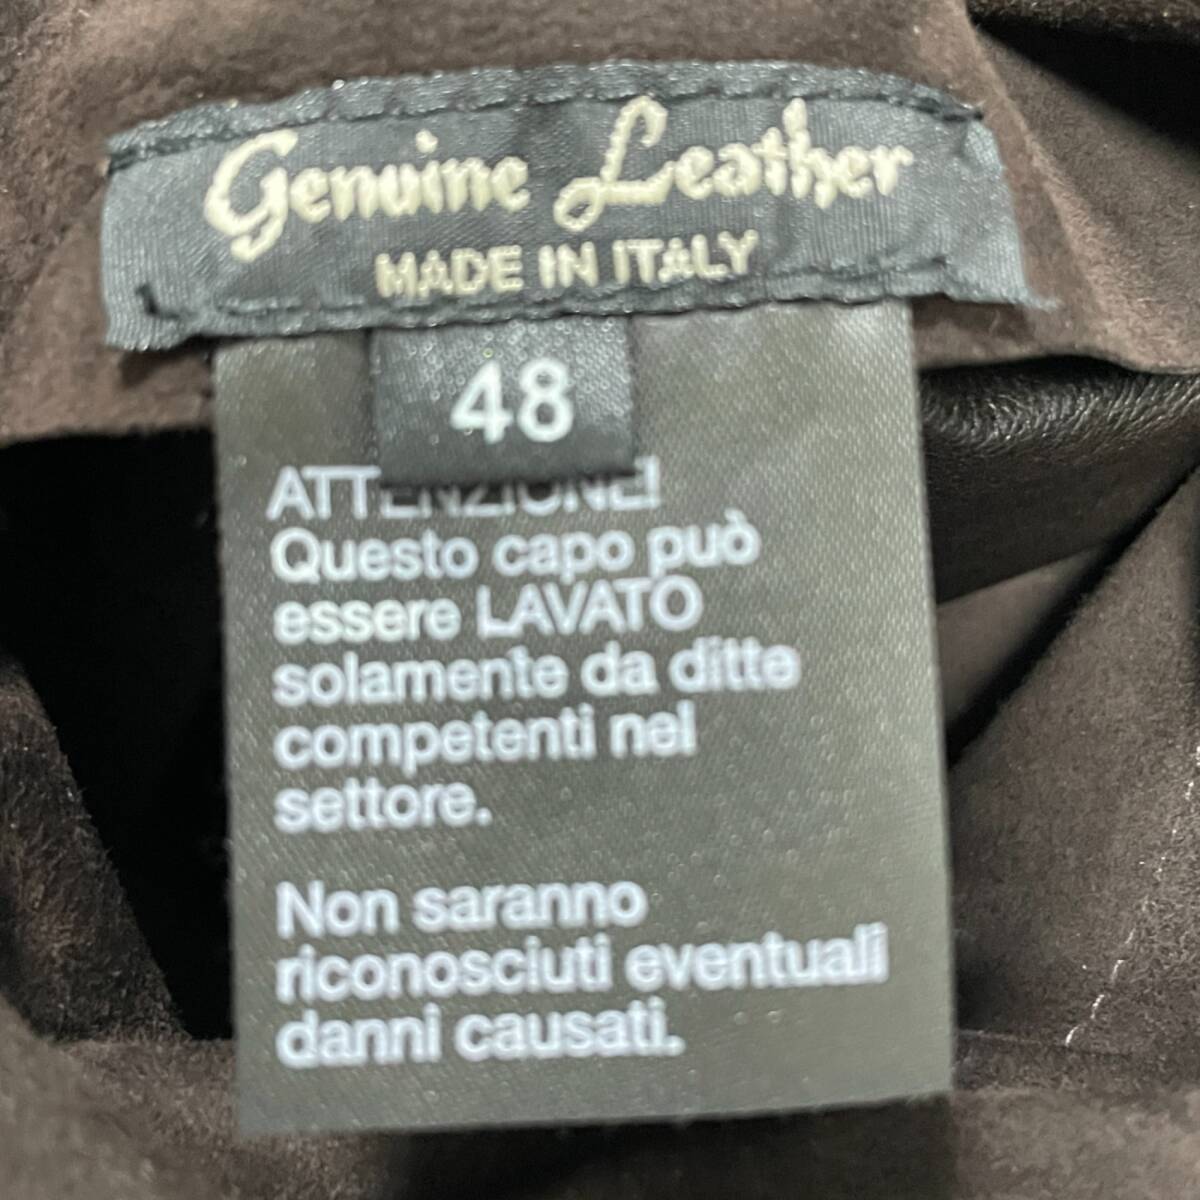 Genuine Leather
MADE IN ITALY
48
ATTENZIONE!
Questo capo può
essere LAVATO
solamente da ditte
competenti nel
settore.
Non saranno
riconosciuti eventuali
danni causati.